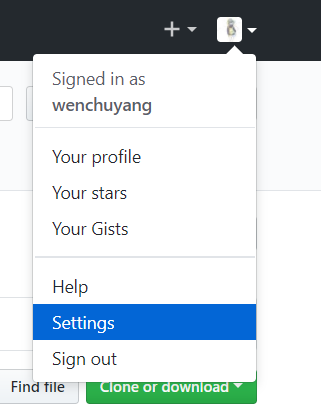 Signed in as
wenchuyang
Your profile
Your stars
Your Gists
Help
Settings
Sign out
Find file
Clone or download